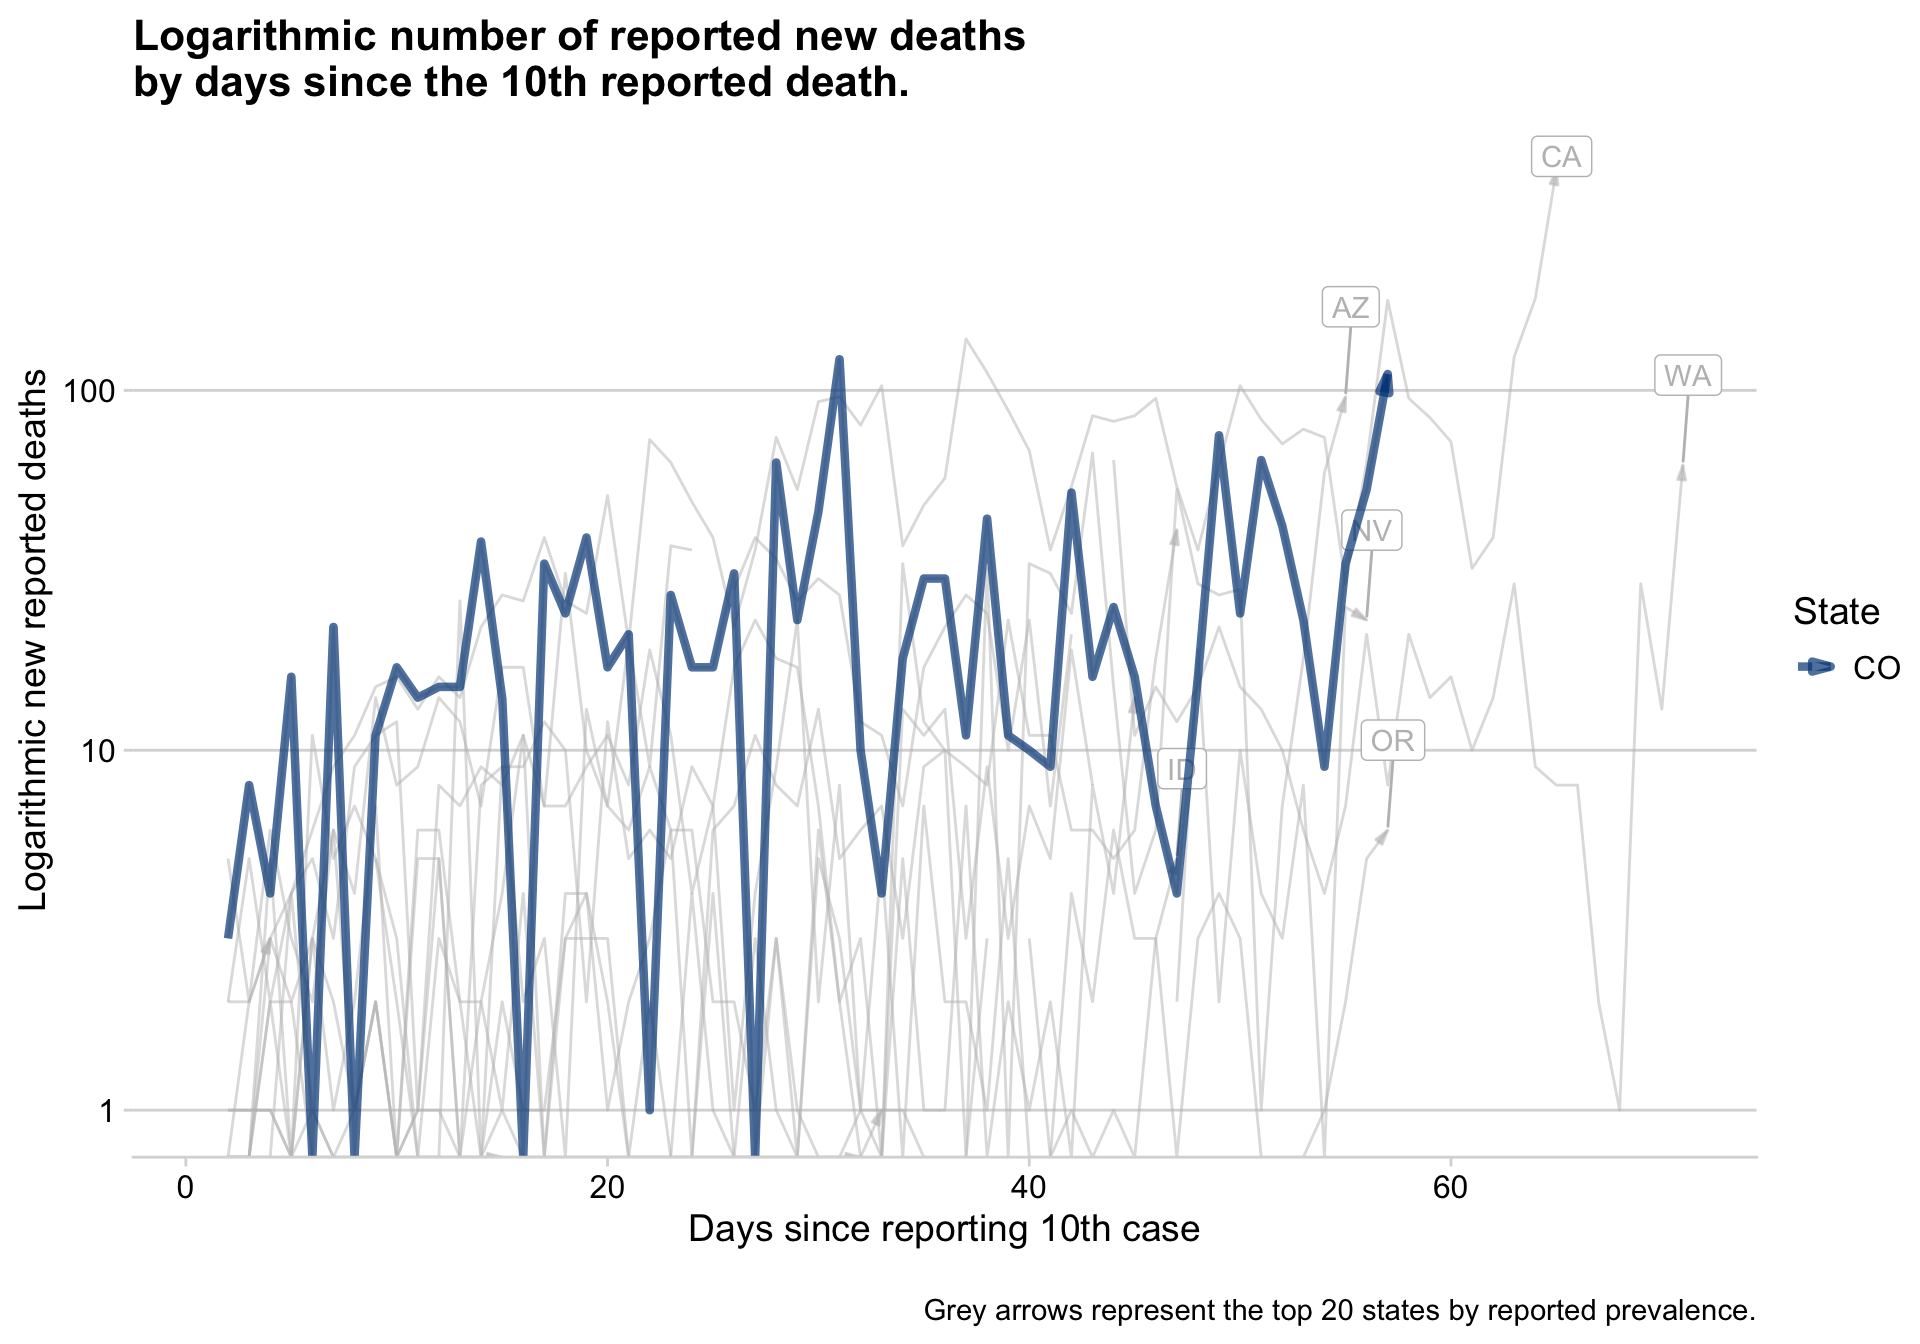 Logarithmic number of reported new deaths
by days since the 10th reported death.
CA
AZ
WA
100
NV
OR
10
ID
1
Logarithmic new reported deaths
State
CO
0
20
40
60
Days since reporting 10th case
Grey arrows represent the top 20 states by reported prevalence.